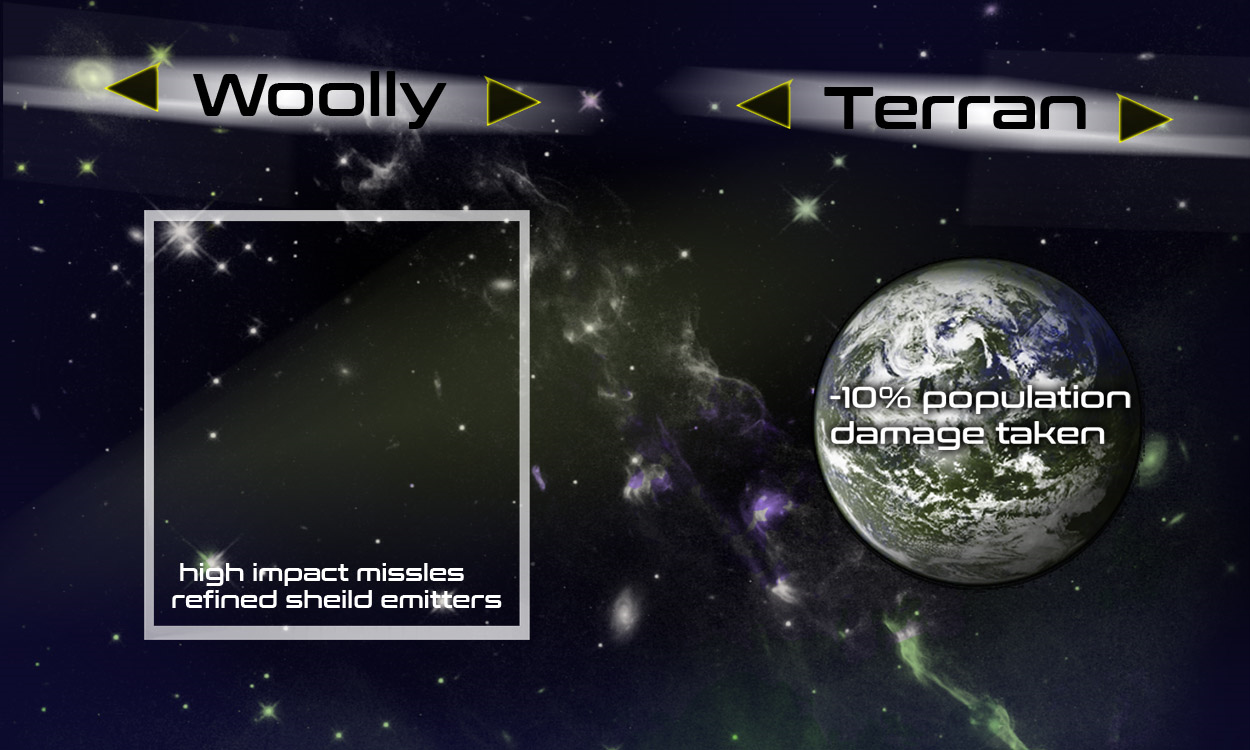 Woolly
Terran
-10% population
damage taken
high impact missles
refined sheild emitters